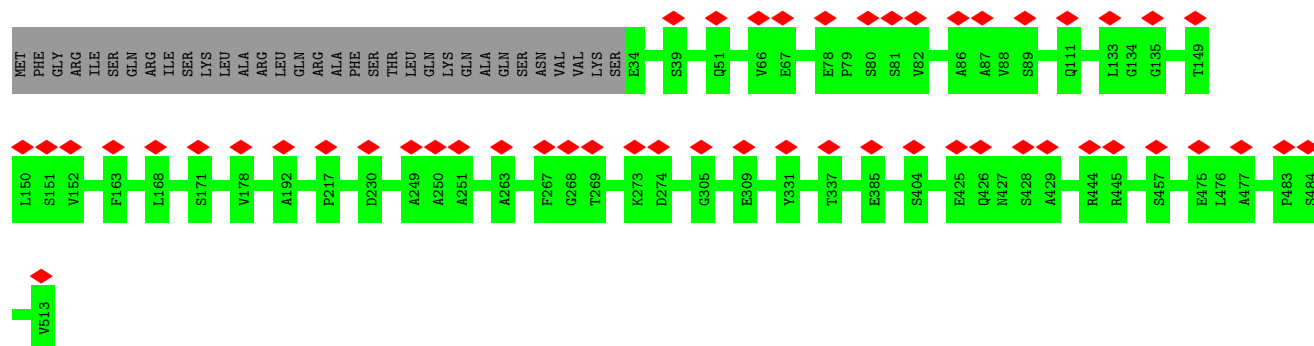 MET PHE GLY ARG ILE SER GLN ARG ILE SER LYS LEU ALA ARG LEU GLN ARG ALA PHE SER THR LEU GLN LYS GLN ALA GLN SER ASN VAL VAL LYS SER E34 S39 Q51 V66 E67 E78 P79 S80 S81 V82 A86 A87 V88 S89 Q111 L133 G134 G135 T149
L150 S151 V152 F163 L168 S171 V178 A192 P217 D230 A249 A250 A251 A263 F267 G268 T269 K273 D274 G305 E309 Y331 T337 E385 S404 E425 Q426 N427 S428 A429 R444 R445 S457 E475 L476 A477 P483 S484
V513